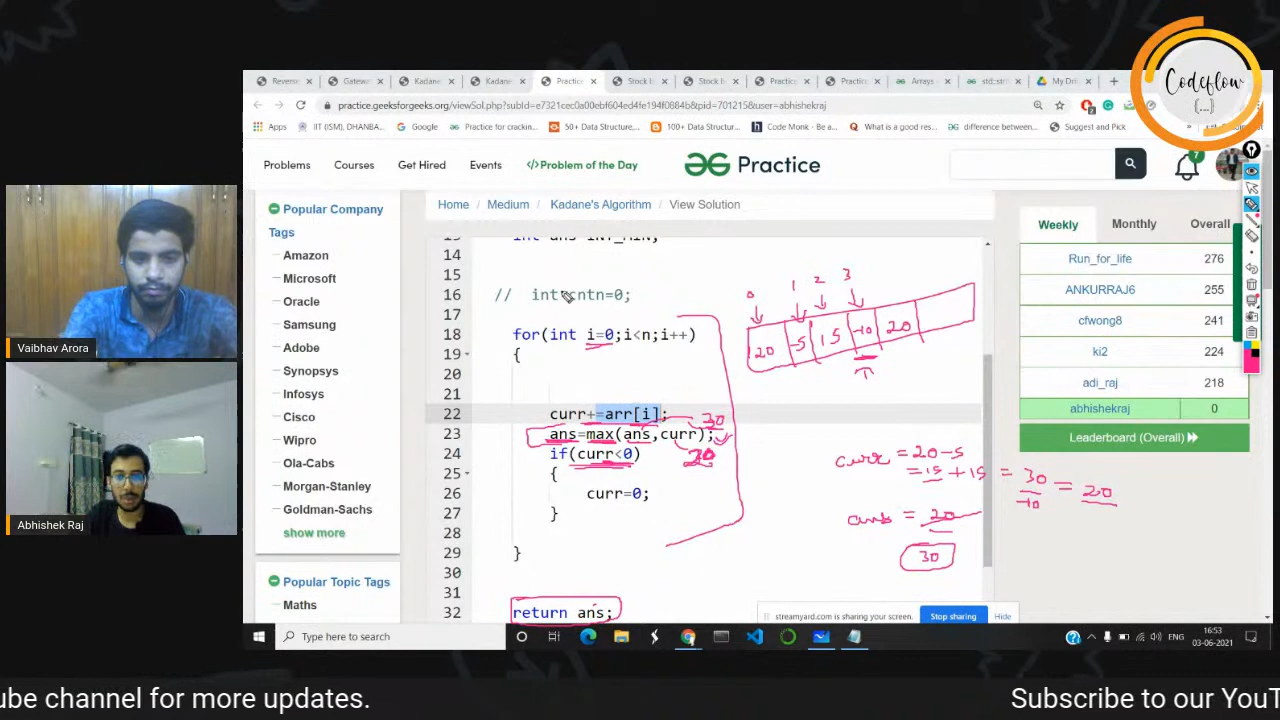 Codeflow
{...}
Reverse
Gatew
Kadane
Kadane
Practice
Stock b
Stock b
Practice
Practice
Arrays
std::str
My Dri
practice.geeksforgeeks.org/viewSol.php?subId=e7321cec0a00ebf604ed4fe194f0884b&pid=701215&user=abhishekraj
Apps
IIT (ISM), DHANBA...
Google
Practice for crackin...
50+ Data Structure,...
100+ Data Structur...
Code Monk - Be a...
What is a good res...
difference between...
Suggest and Pick
Problems
Courses
Get Hired
Events
</>Problem of the Day
Practice
7
Popular Company
Tags
Amazon
Microsoft
Oracle
Samsung
Adobe
Synopsys
Infosys
Cisco
Wipro
Ola-Cabs
Morgan-Stanley
Goldman-Sachs
show more
Popular Topic Tags
Maths
Home
Medium
Kadane's Algorithm
View Solution
14
15
16 // int cntn=0;
17
18 for(int i=0;i<n;i++)
19 {
20
21
22 curr+=arr[i];
23 ans=max(ans,curr);
24 if(curr<0)
25 {
26 curr=0;
27 }
28
29 }
30
31
32 return ans;
30
20
0 1 2 3
20 -5 15 -10 20
curr = 20-5
= 15 + 15 = 30 = 20
-10
ans = 20
30
Weekly
Monthly
Overall
Run_for_life 276
ANKURRAJ6 255
cfwong8 241
ki2 224
adi_raj 218
abhishekraj 0
Leaderboard (Overall)
Vaibhav Arora
Abhishek Raj
streamyard.com is sharing your screen.
Stop sharing
Hide
Type here to search
ENG
16:53
03-06-2021
ube channel for more updates.
Subscribe to our YouT